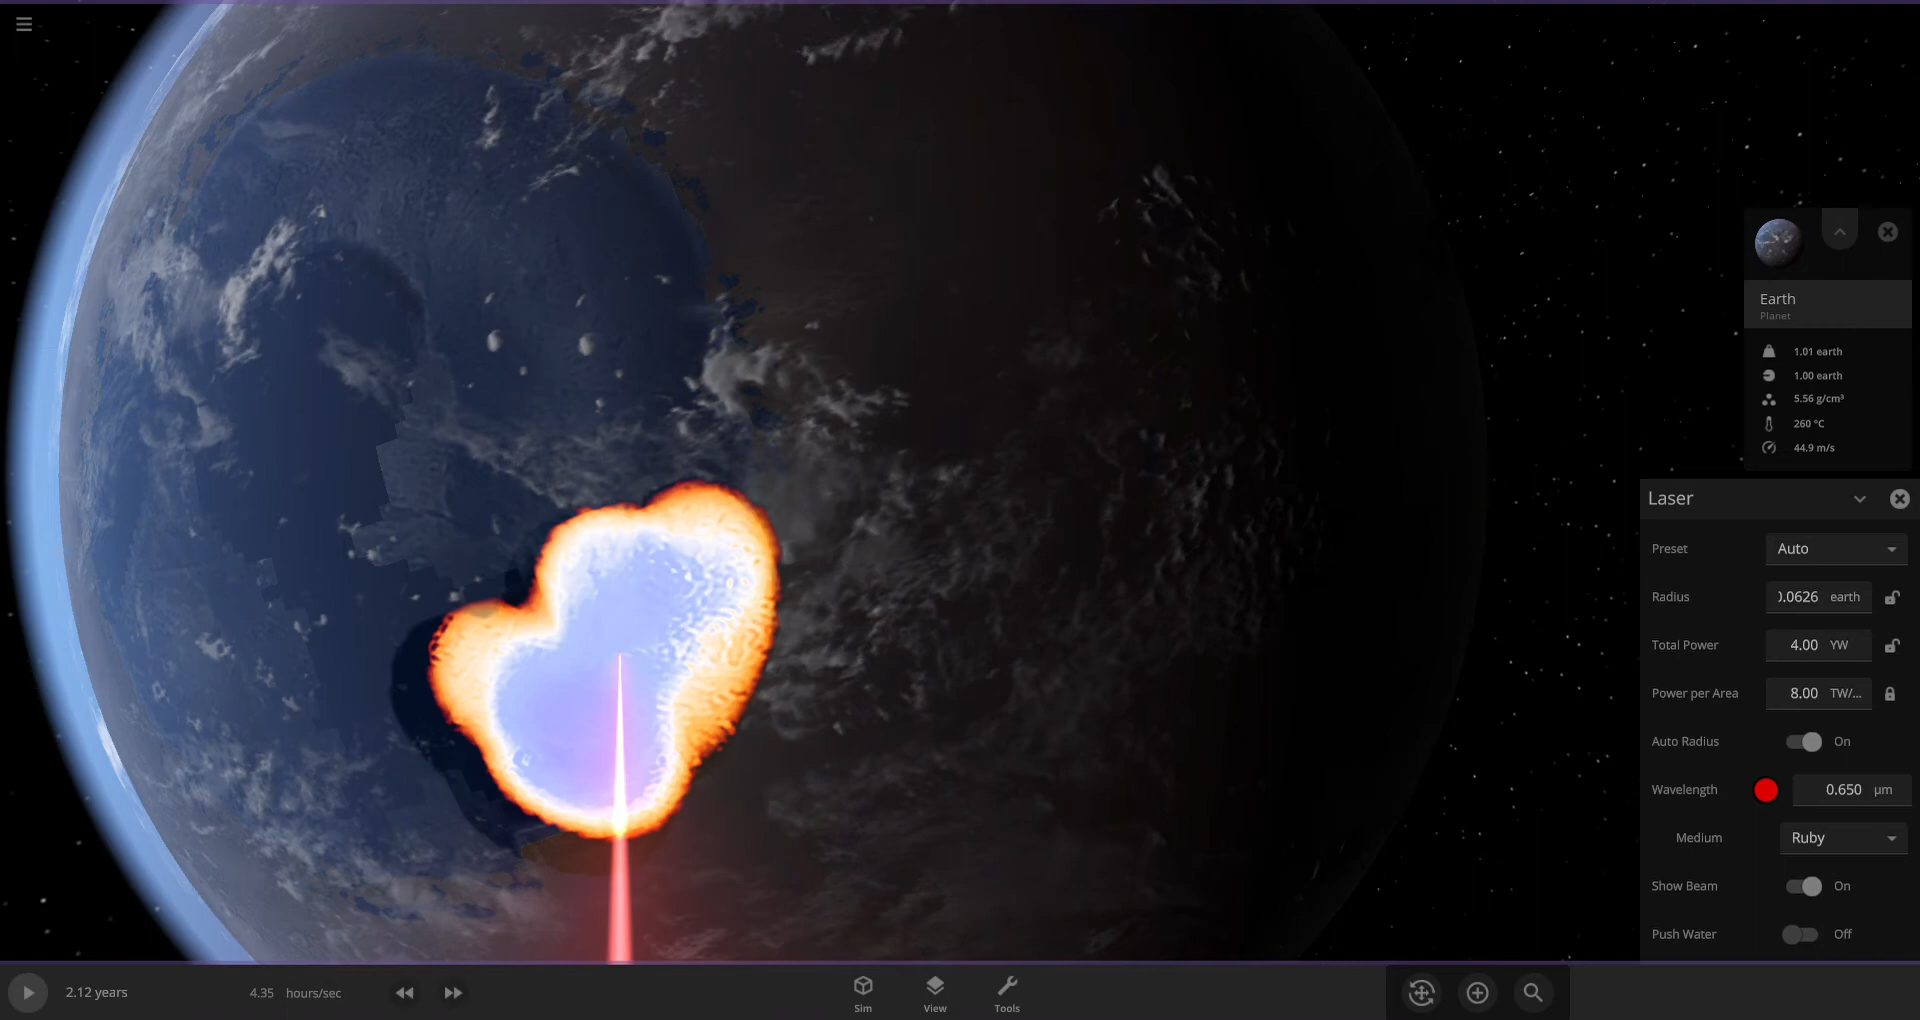 Earth
Planet
1.01 earth
1.00 earth
5.56 g/cm³
260 °C
44.9 m/s
Laser
Preset Auto
Radius 0.0626 earth
Total Power 4.00 YW
Power per Area 8.00 TW/...
Auto Radius On
Wavelength 0.650 µm
Medium Ruby
Show Beam On
Push Water Off
2.12 years 4.35 hours/sec
Sim View Tools